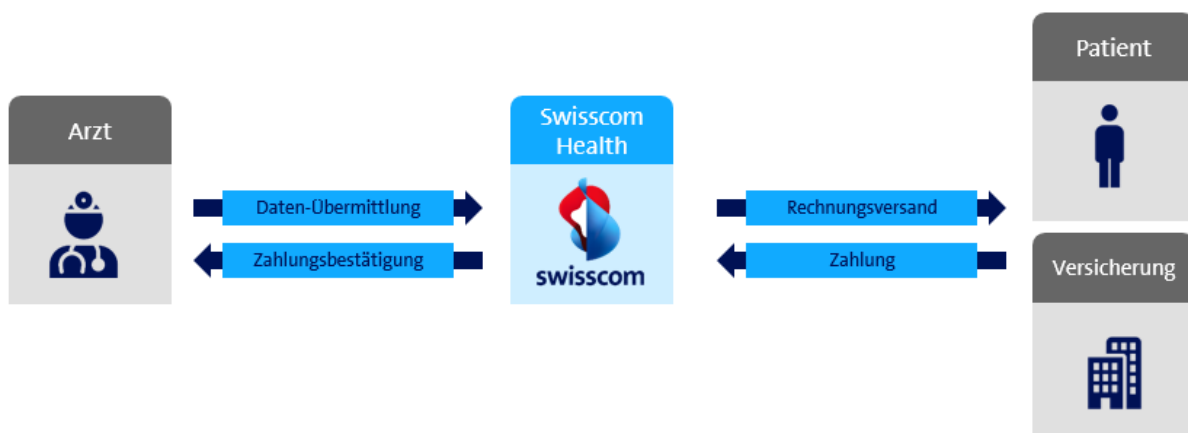 Arzt
Daten-Übermittlung
Zahlungsbestätigung
Swisscom
Health
swisscom
Rechnungsversand
Zahlung
Patient
Versicherung